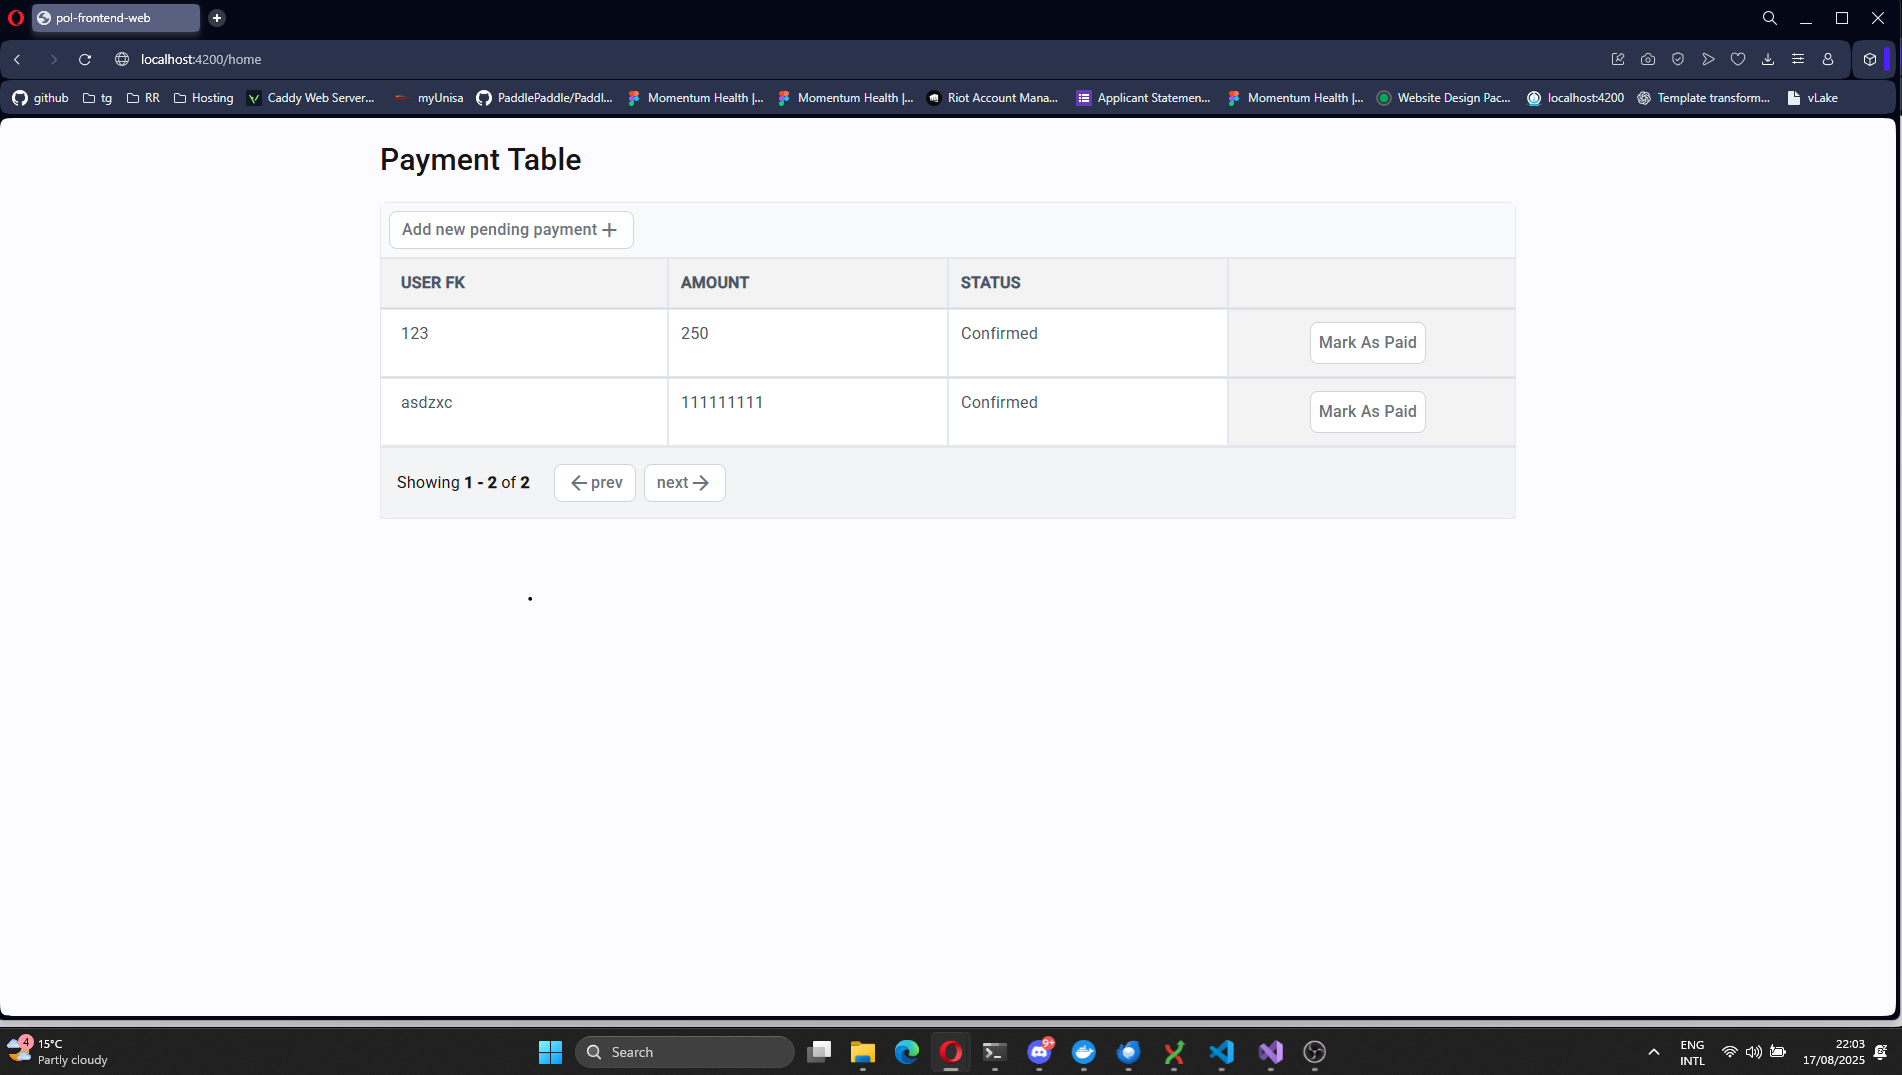 pol-frontend-web
localhost:4200/home
github tg RR Hosting Caddy Web Server... myUnisa PaddlePaddle/Paddl... Momentum Health |... Momentum Health |... Riot Account Mana... Applicant Statemen... Momentum Health |... Website Design Pac... localhost:4200 Template transform... vLake
Payment Table
Add new pending payment
USER FK AMOUNT STATUS
123 250 Confirmed Mark As Paid
asdzxc 111111111 Confirmed Mark As Paid
Showing 1 - 2 of 2 prev next
4 15°C
Partly cloudy
Search
9+
ENG
INTL
22:03
17/08/2025